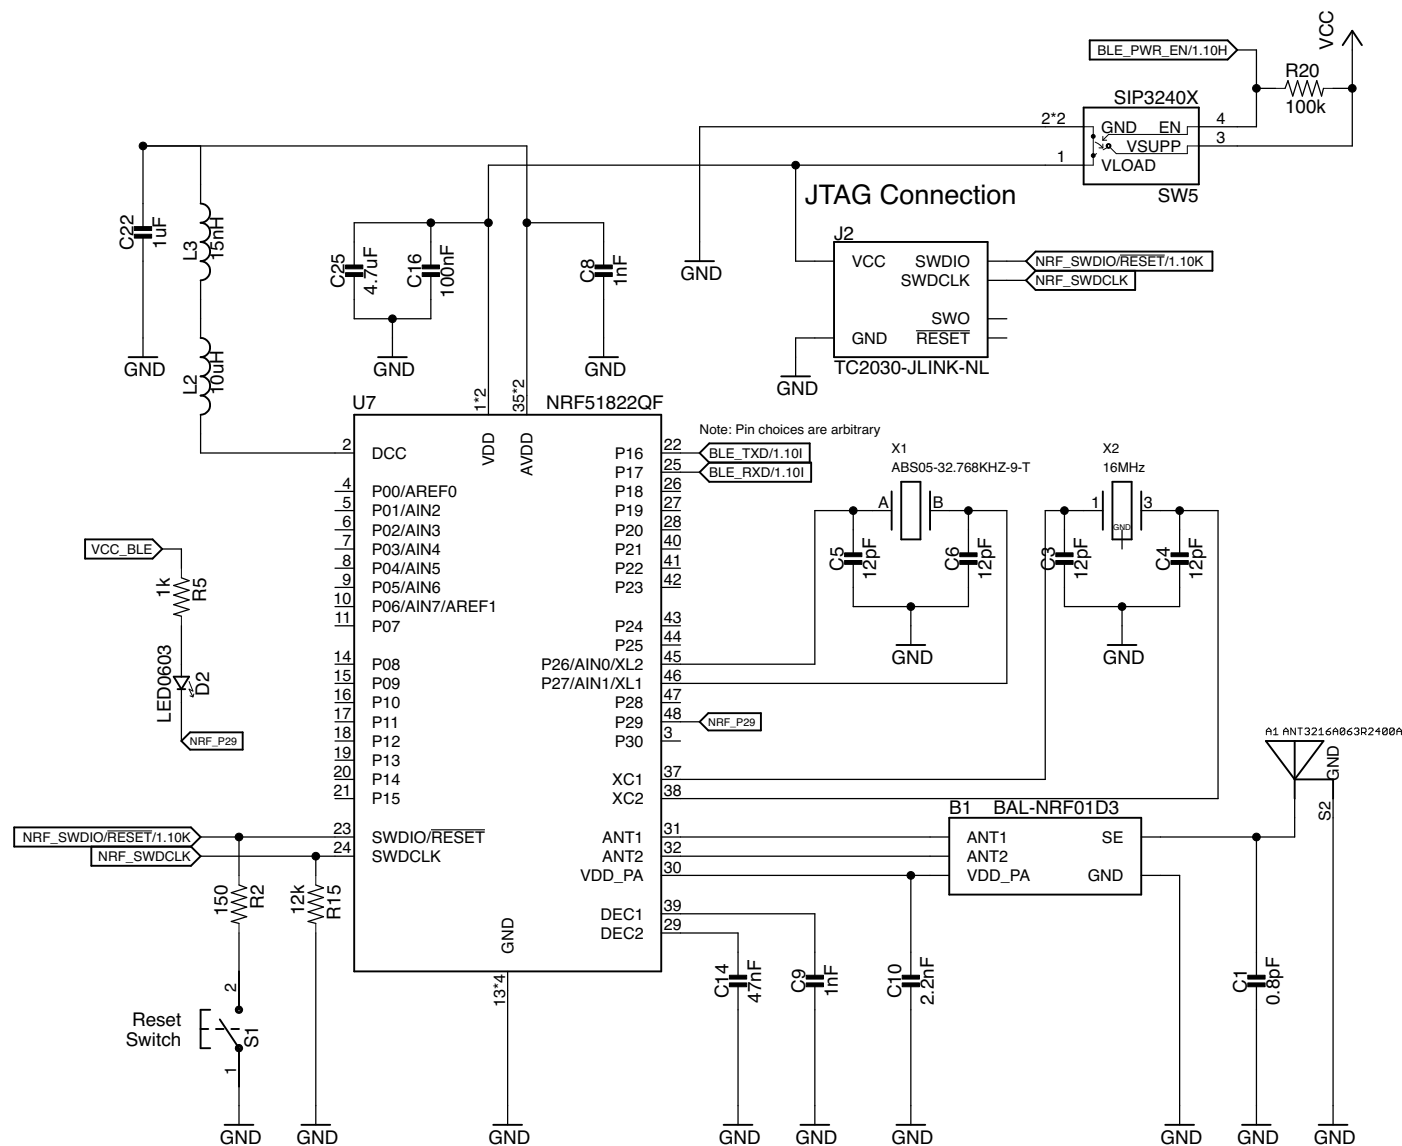 VCC
BLE_PWR_EN/1.10H
R20
100k
SIP3240X
2*2
GND EN
4
VSUPP
3
1
VLOAD
SW5
JTAG Connection
J2
VCC SWDIO
NRF_SWDIO/RESET/1.10K
SWDCLK
NRF_SWDCLK
SWO
GND RESET
TC2030-JLINK-NL
GND
GND
C22
1uF
L3
15nH
GND
L2
10uH
C25
4.7uF
C16
100nF
GND
C8
1nF
GND
U7
1*2
35*2
NRF51822QF
VDD
AVDD
2 DCC
4 P00/AREF0
5 P01/AIN2
6 P02/AIN3
7 P03/AIN4
8 P04/AIN5
9 P05/AIN6
10 P06/AIN7/AREF1
11 P07
14 P08
15 P09
16 P10
17 P11
18 P12
19 P13
20 P14
21 P15
23 SWDIO/RESET
24 SWDCLK
GND
13*4
GND
Note: Pin choices are arbitrary
P16 22 BLE_TXD/1.10I
P17 25 BLE_RXD/1.10I
P18 26
P19 27
P20 28
P21 40
P22 41
P23 42
P24 43
P25 44
P26/AIN0/XL2 45
P27/AIN1/XL1 46
P28 47
P29 48 NRF_P29
P30 3
XC1 37
XC2 38
ANT1 31
ANT2 32
VDD_PA 30
DEC1 39
DEC2 29
X1
ABS05-32.768KHZ-9-T
A B
C5
12pF
C6
12pF
GND
X2
16MHz
1 3
GND
C3
12pF
C4
12pF
GND
VCC_BLE
1k
R5
LED0603
D2
NRF_P29
NRF_SWDIO/RESET/1.10K
NRF_SWDCLK
150
R2
12k
R15
2
Reset
Switch
S1
1
GND
GND
B1 BAL-NRF01D3
ANT1 SE
ANT2
VDD_PA GND
A1 ANT3216A063R2400A
GND
S2
C14
47nF
C9
1nF
C10
2.2nF
C1
0.8pF
GND
GND
GND
GND
GND
GND